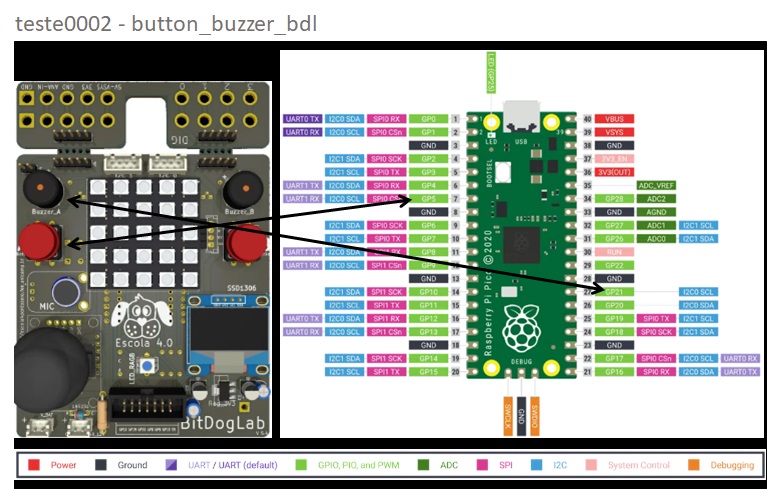 teste0002 - button_buzzer_bdl
GND IN-ANA GND 3V3 5V-VSYS
0 1 2 3
DIG
Buzzer_A
Buzzer_B
MIC
SSD1306
Escola 4.0
LED_RAGB
BitDogLab
LED (GP25)
UART0 TX I2C0 SDA SPI0 RX GP0 1
UART0 RX I2C0 SCL SPI0 CSn GP1 2
GND 3
I2C1 SDA SPI0 SCK GP2 4
I2C1 SCL SPI0 TX GP3 5
UART1 TX I2C0 SDA SPI0 RX GP4 6
UART1 RX I2C0 SCL SPI0 GP5 7
GND 8
I2C1 SDA SPI0 SCK GP6 9
I2C1 SCL SPI0 TX GP7 10
UART1 TX I2C0 SDA SPI1 RX GP8 11
UART1 RX I2C0 SCL SPI1 CSn GP9 12
GND 13
I2C1 SDA SPI1 SCK GP10 14
I2C1 SCL SPI1 TX GP11 15
UART0 TX I2C0 SDA SPI1 RX GP12 16
UART0 RX I2C0 SCL SPI1 CSn GP13 17
GND 18
I2C1 SDA SPI1 SCK GP14 19
I2C1 SCL SPI1 TX GP15 20
LED USB
BOOTSEL
Raspberry Pi Pico ©2020
DEBUG
SWCLK GND SWDIO
40 VBUS
39 VSYS
38 GND
37 3V3_EN
36 3V3(OUT)
35 ADC_VREF
34 GP28 ADC2
33 GND AGND
32 GP27 ADC1 I2C1 SCL
31 GP26 ADC0 I2C1 SDA
30 RUN
29 GP22
28 GND
27 GP21 I2C0 SCL
26 GP20 I2C0 SDA
25 GP19 SPI0 TX I2C1 SCL
24 GP18 SPI0 SCK I2C1 SDA
23 GND
22 GP17 SPI0 CSn I2C0 SCL UART0 RX
21 GP16 SPI0 RX I2C0 SDA UART0 TX
Power Ground UART / UART (default) GPIO, PIO, and PWM ADC SPI I2C System Control Debugging